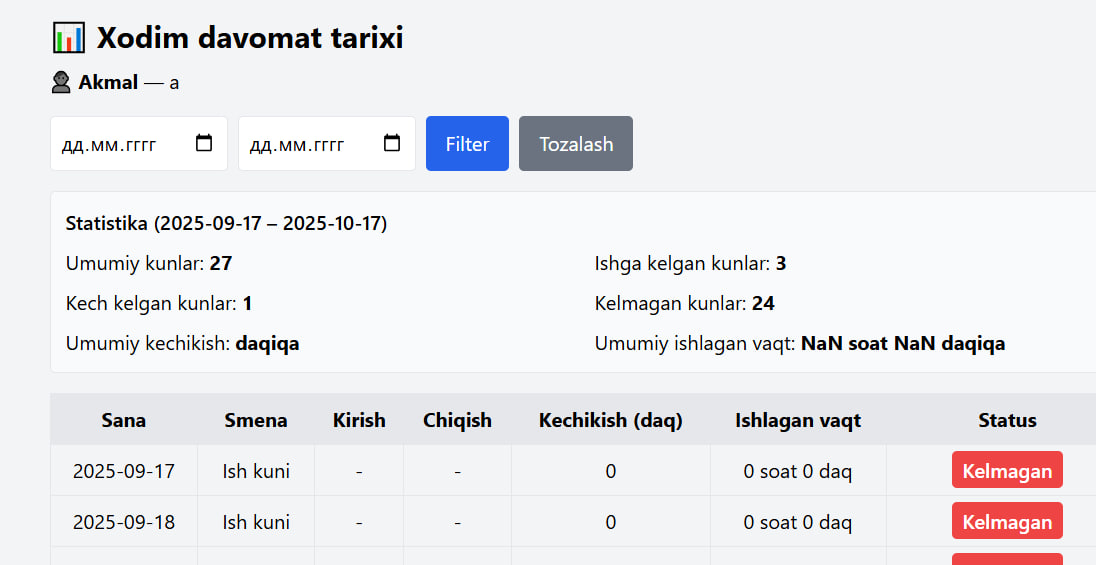 Xodim davomat tarixi
Akmal — a
дд.мм.гггг дд.мм.гггг Filter Tozalash
Statistika (2025-09-17 – 2025-10-17)
Umumiy kunlar: 27 Ishga kelgan kunlar: 3
Kech kelgan kunlar: 1 Kelmagan kunlar: 24
Umumiy kechikish: daqiqa Umumiy ishlagan vaqt: NaN soat NaN daqiqa
Sana Smena Kirish Chiqish Kechikish (daq) Ishlagan vaqt Status
2025-09-17 Ish kuni - - 0 0 soat 0 daq Kelmagan
2025-09-18 Ish kuni - - 0 0 soat 0 daq Kelmagan